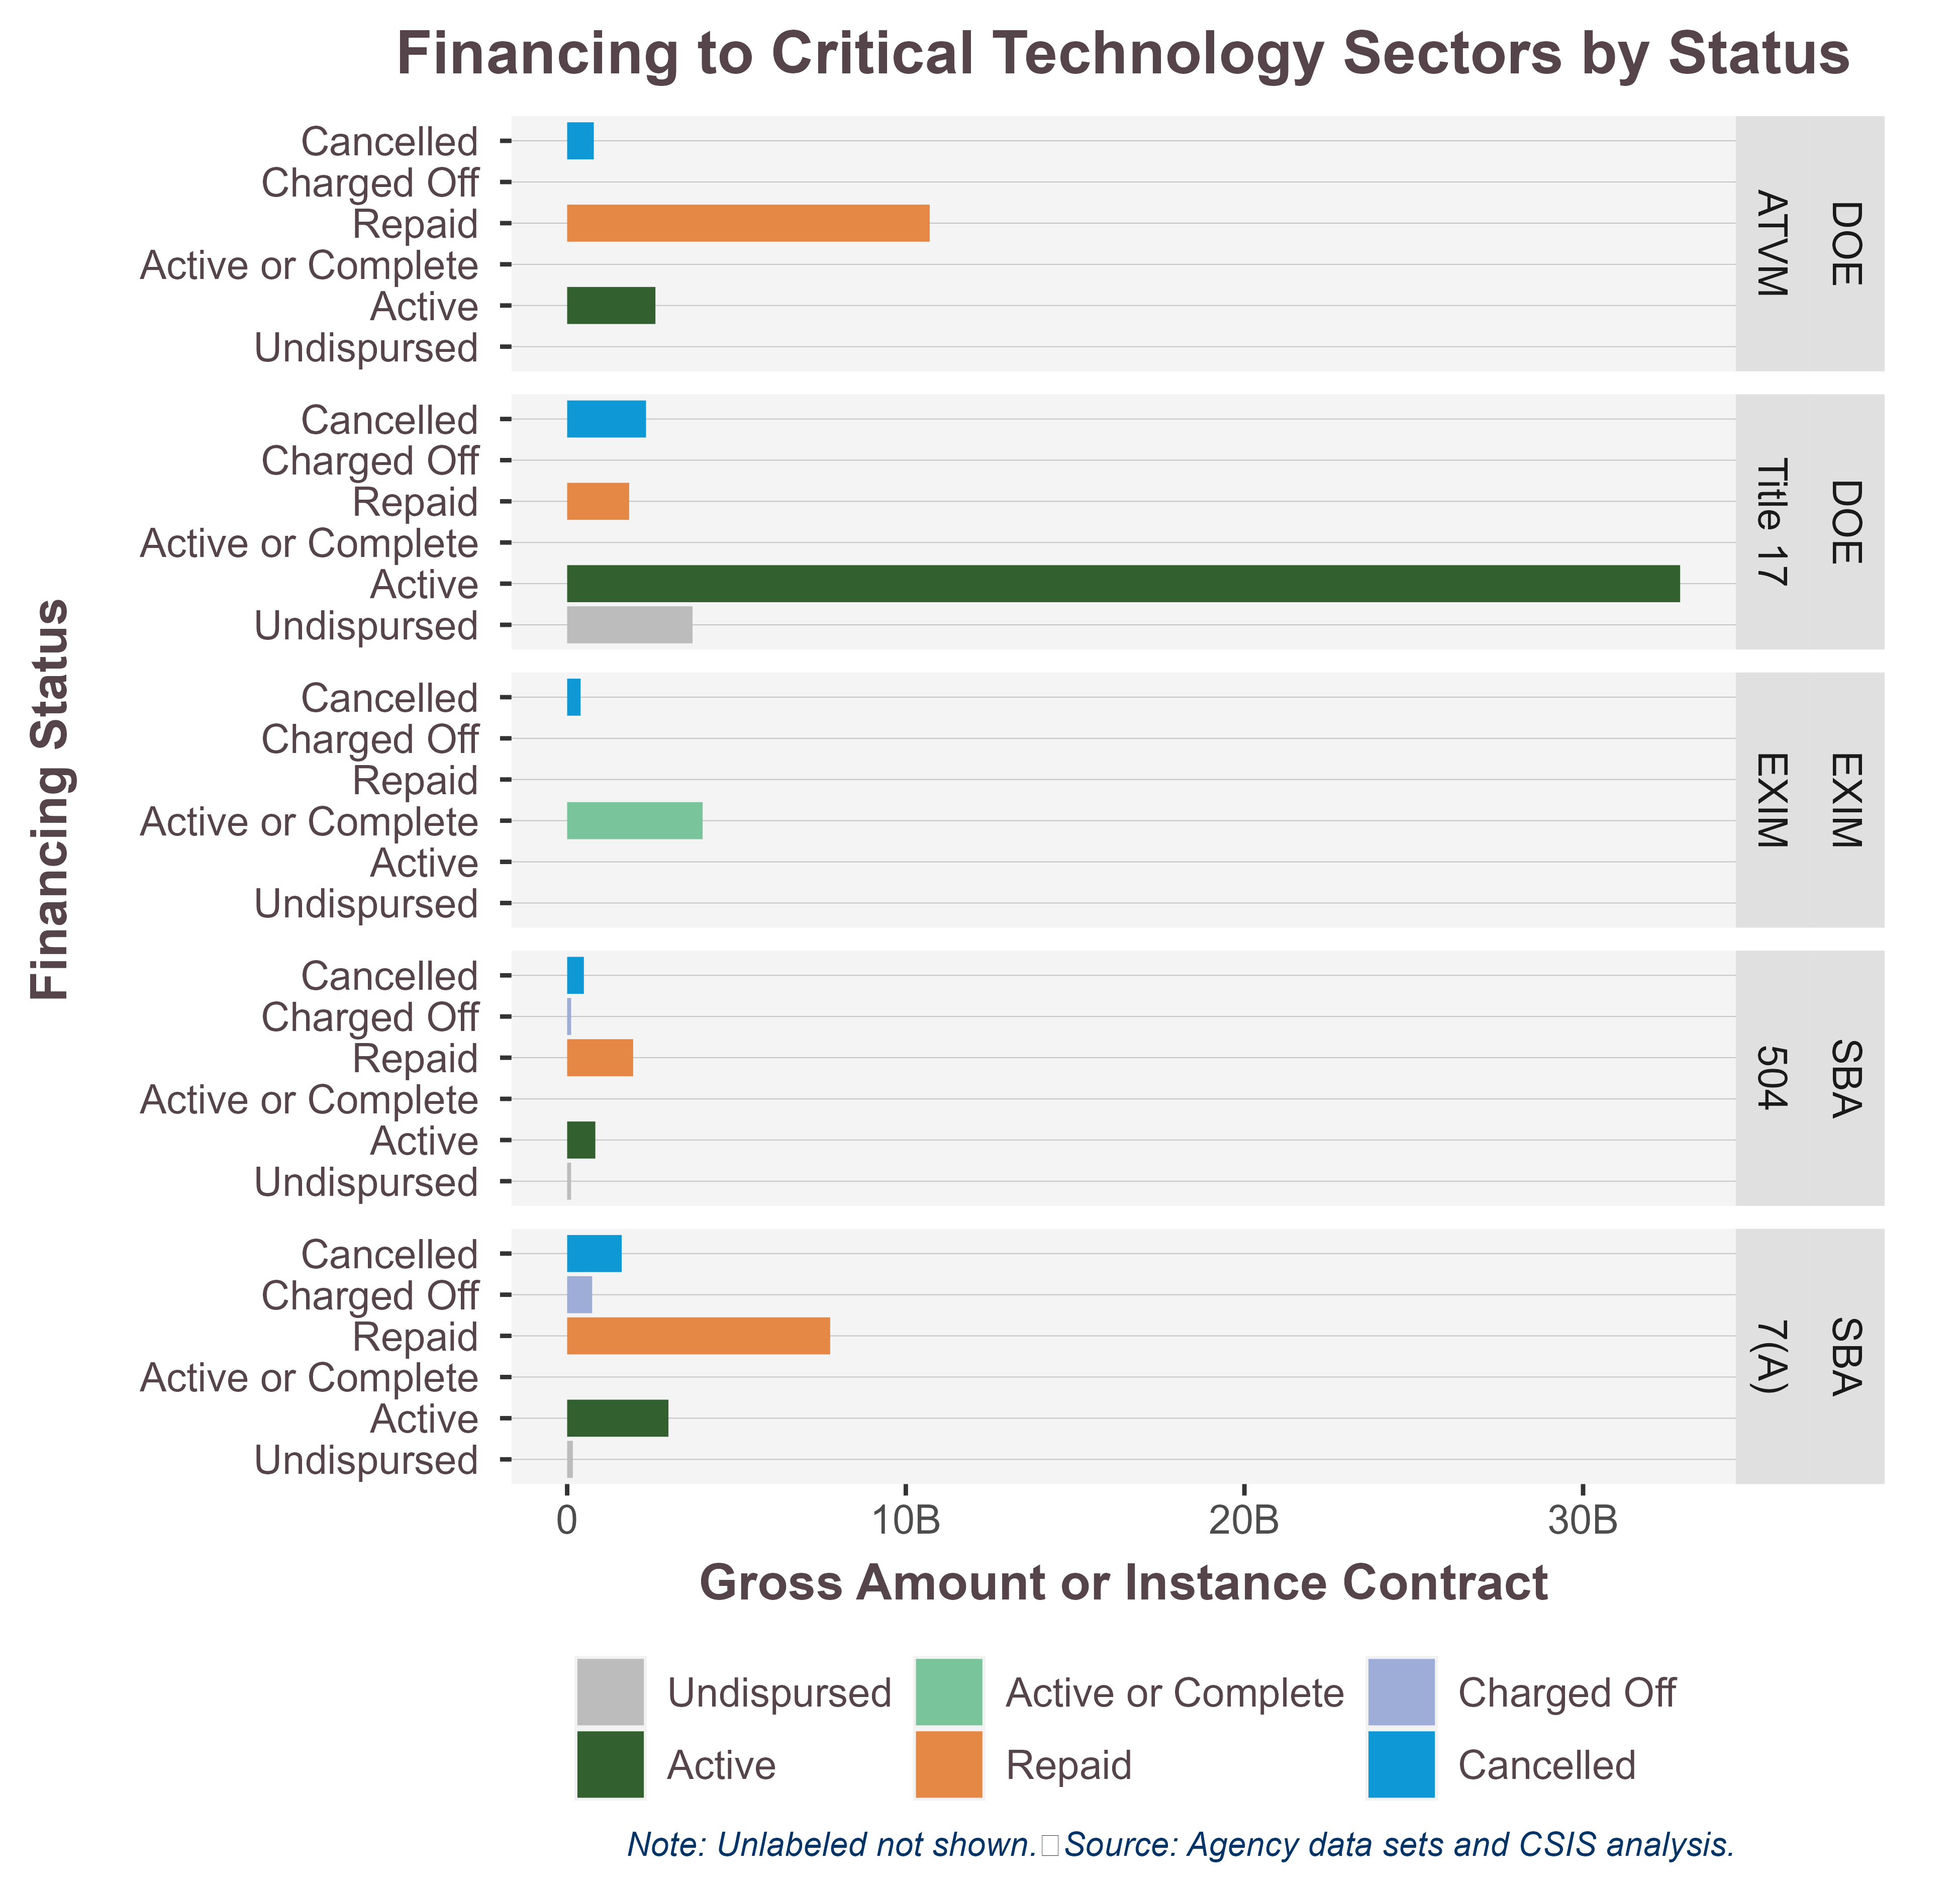 Financing to Critical Technology Sectors by Status
Financing Status
Cancelled
Charged Off
Repaid
Active or Complete
Active
Undispursed
DOE
ATVM
Cancelled
Charged Off
Repaid
Active or Complete
Active
Undispursed
DOE
Title 17
Cancelled
Charged Off
Repaid
Active or Complete
Active
Undispursed
EXIM
EXIM
Cancelled
Charged Off
Repaid
Active or Complete
Active
Undispursed
SBA
504
Cancelled
Charged Off
Repaid
Active or Complete
Active
Undispursed
SBA
7(A)
0 10B 20B 30B
Gross Amount or Instance Contract
Undispursed Active or Complete Charged Off
Active Repaid Cancelled
Note: Unlabeled not shown.□Source: Agency data sets and CSIS analysis.